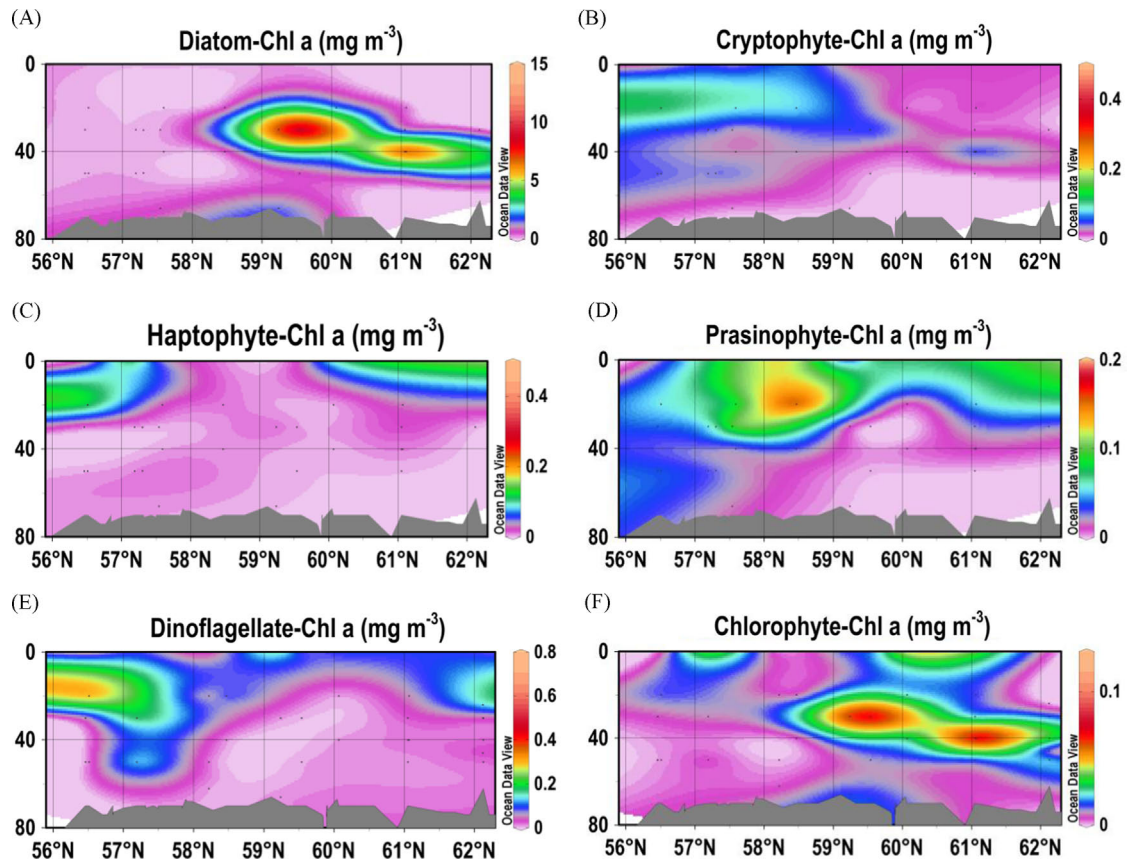 (A)
Diatom-Chl a (mg m-3)
0
40
80
56°N 57°N 58°N 59°N 60°N 61°N 62°N
15
10
5
0
Ocean Data View
(B)
Cryptophyte-Chl a (mg m-3)
0
40
80
56°N 57°N 58°N 59°N 60°N 61°N 62°N
0.4
0.2
0
Ocean Data View
(C)
Haptophyte-Chl a (mg m-3)
0
40
80
56°N 57°N 58°N 59°N 60°N 61°N 62°N
0.4
0.2
0
Ocean Data View
(D)
Prasinophyte-Chl a (mg m-3)
0
40
80
56°N 57°N 58°N 59°N 60°N 61°N 62°N
0.2
0.1
0
Ocean Data View
(E)
Dinoflagellate-Chl a (mg m-3)
0
40
80
56°N 57°N 58°N 59°N 60°N 61°N 62°N
0.8
0.6
0.4
0.2
0
Ocean Data View
(F)
Chlorophyte-Chl a (mg m-3)
0
40
80
56°N 57°N 58°N 59°N 60°N 61°N 62°N
0.1
0
Ocean Data View